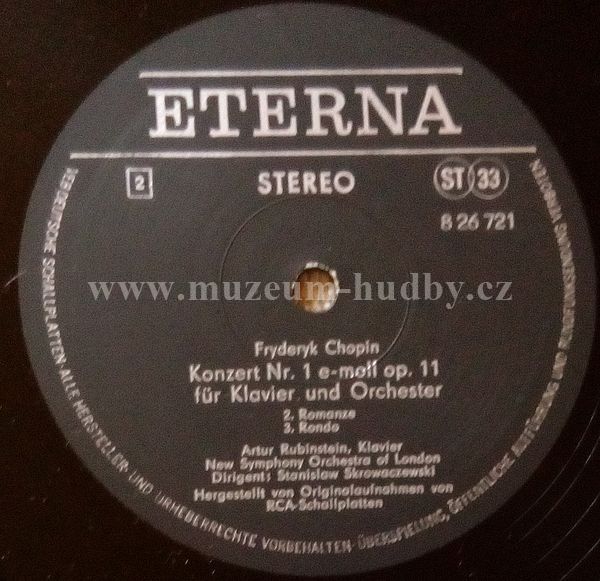 ETERNA
2 STEREO ST 33
8 26 721
www.muzeum-hudby.cz
Fryderyk Chopin
Konzert Nr. 1 e-moll op. 11
für Klavier und Orchester
2. Romanze
3. Rondo
Artur Rubinstein, Klavier
New Symphony Orchestra of London
Dirigent: Stanislaw Skrowaczewski
Hergestellt von Originalaufnahmen von
RCA-Schallplatten
VEB DEUTSCHE SCHALLPLATTEN · ALLE HERSTELLER- UND URHEBERRECHTE VORBEHALTEN · ÜBERSPIELUNG, ÖFFENTLICHE AUFFÜHRUNG UND RUNDFUNKSENDUNG VERBOTEN